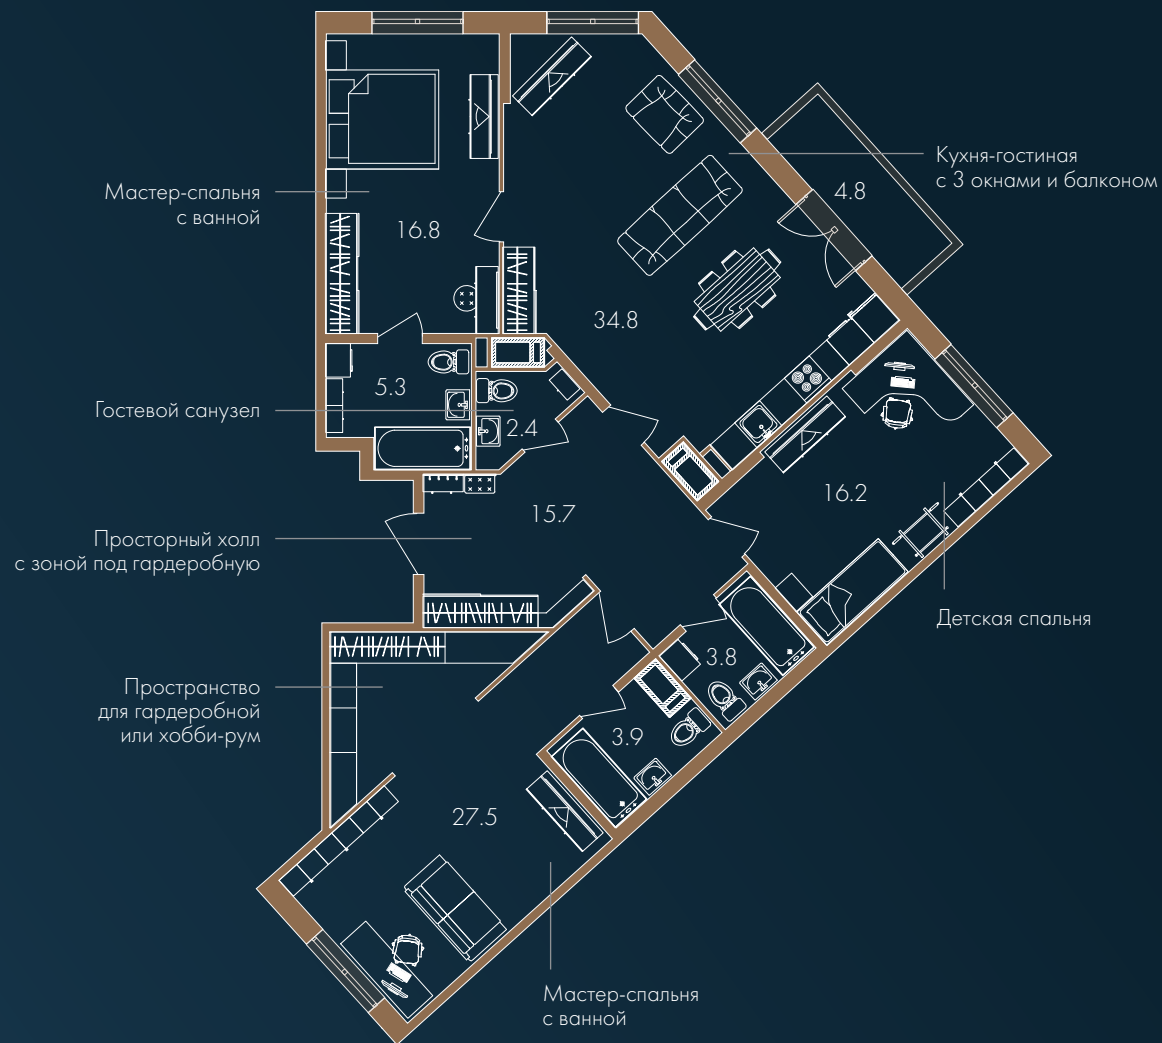 Кухня-гостиная
с 3 окнами и балконом
4.8
Мастер-спальня
с ванной
16.8
34.8
5.3
Гостевой санузел
2.4
16.2
15.7
Просторный холл
с зоной под гардеробную
Детская спальня
3.8
Пространство
для гардеробной
или хобби-рум
3.9
27.5
Мастер-спальня
с ванной